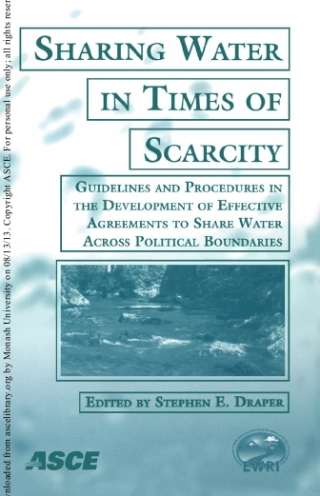 SHARING WATER
IN TIMES OF
SCARCITY
GUIDELINES AND PROCEDURES IN
THE DEVELOPMENT OF EFFECTIVE
AGREEMENTS TO SHARE WATER
ACROSS POLITICAL BOUNDARIES
EDITED BY STEPHEN E. DRAPER
ASCE
EWRI
nloaded from ascelibrary.org by Monash University on 08/13/13. Copyright ASCE. For personal use only; all rights reser